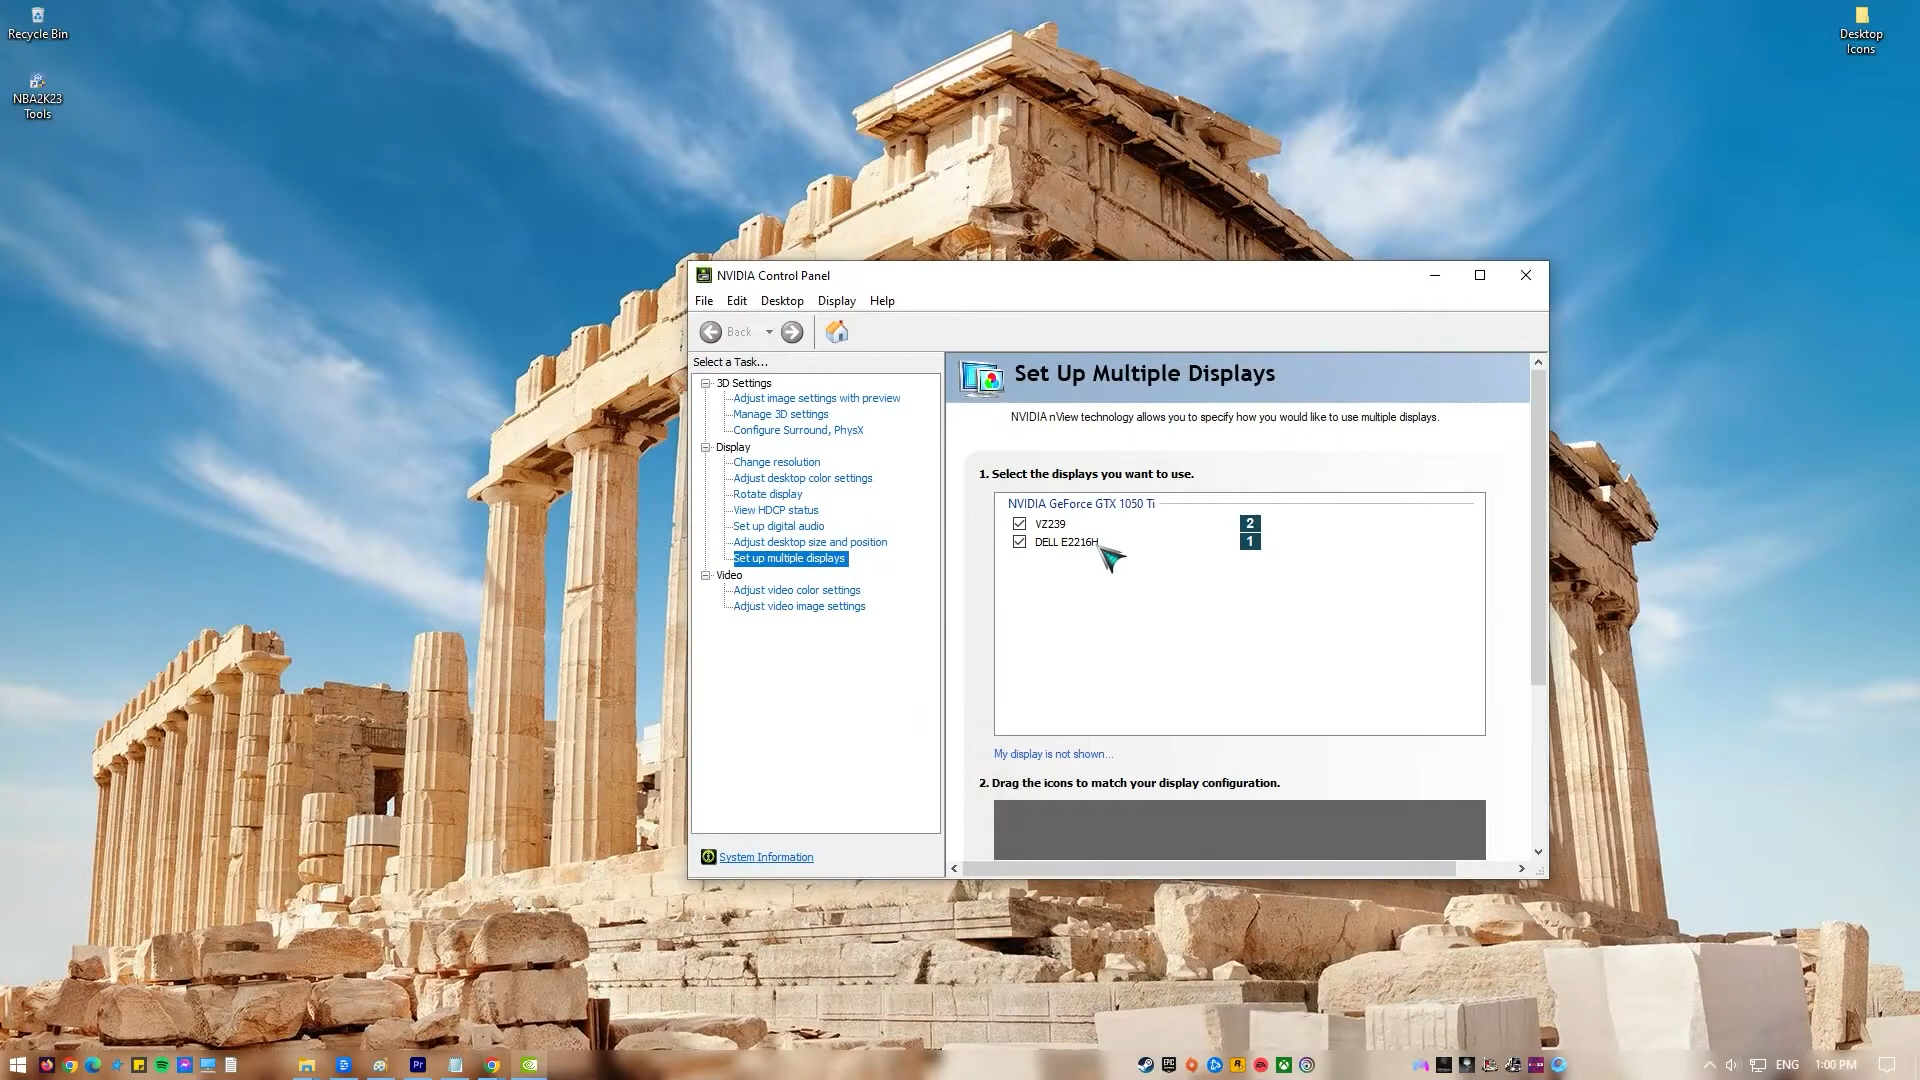 Recycle Bin
NBA2K23
Tools
Desktop
Icons
NVIDIA Control Panel
File Edit Desktop Display Help
Back
Select a Task...
3D Settings
Adjust image settings with preview
Manage 3D settings
Configure Surround, PhysX
Display
Change resolution
Adjust desktop color settings
Rotate display
View HDCP status
Set up digital audio
Adjust desktop size and position
Set up multiple displays
Video
Adjust video color settings
Adjust video image settings
System Information
Set Up Multiple Displays
NVIDIA nView technology allows you to specify how you would like to use multiple displays.
1. Select the displays you want to use.
NVIDIA GeForce GTX 1050 Ti
VZ239 2
DELL E2216H 1
My display is not shown...
2. Drag the icons to match your display configuration.
Pr
EPIC
R
EA
ENG 1:00 PM